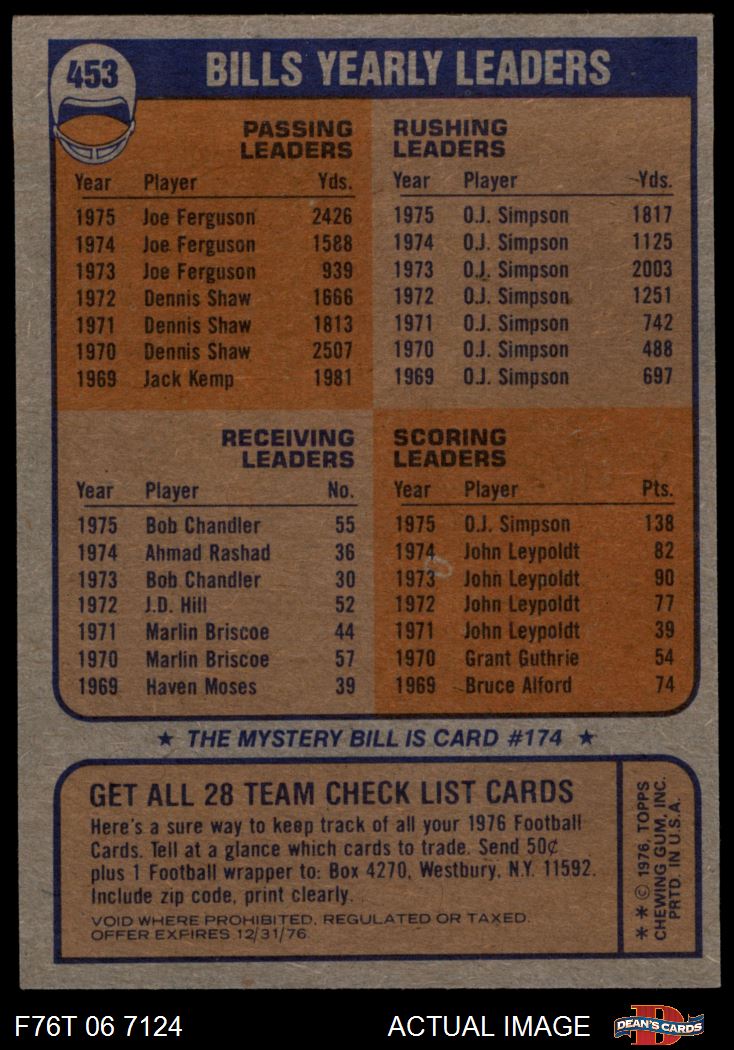 453
BILLS YEARLY LEADERS
PASSING
LEADERS
Year Player Yds.
1975 Joe Ferguson 2426
1974 Joe Ferguson 1588
1973 Joe Ferguson 939
1972 Dennis Shaw 1666
1971 Dennis Shaw 1813
1970 Dennis Shaw 2507
1969 Jack Kemp 1981
RUSHING
LEADERS
Year Player Yds.
1975 O.J. Simpson 1817
1974 O.J. Simpson 1125
1973 O.J. Simpson 2003
1972 O.J. Simpson 1251
1971 O.J. Simpson 742
1970 O.J. Simpson 488
1969 O.J. Simpson 697
RECEIVING
LEADERS
Year Player No.
1975 Bob Chandler 55
1974 Ahmad Rashad 36
1973 Bob Chandler 30
1972 J.D. Hill 52
1971 Marlin Briscoe 44
1970 Marlin Briscoe 57
1969 Haven Moses 39
SCORING
LEADERS
Year Player Pts.
1975 O.J. Simpson 138
1974 John Leypoldt 82
1973 John Leypoldt 90
1972 John Leypoldt 77
1971 John Leypoldt 39
1970 Grant Guthrie 54
1969 Bruce Alford 74
★ THE MYSTERY BILL IS CARD #174 ★
GET ALL 28 TEAM CHECK LIST CARDS
Here's a sure way to keep track of all your 1976 Football
Cards. Tell at a glance which cards to trade. Send 50¢
plus 1 Football wrapper to: Box 4270, Westbury, N.Y. 11592.
Include zip code, print clearly.
VOID WHERE PROHIBITED, REGULATED OR TAXED.
OFFER EXPIRES 12/31/76
* * © 1976, TOPPS
CHEWING GUM, INC.
PRTD. IN U.S.A.
F76T 06 7124 ACTUAL IMAGE
D
DEAN'S CARDS